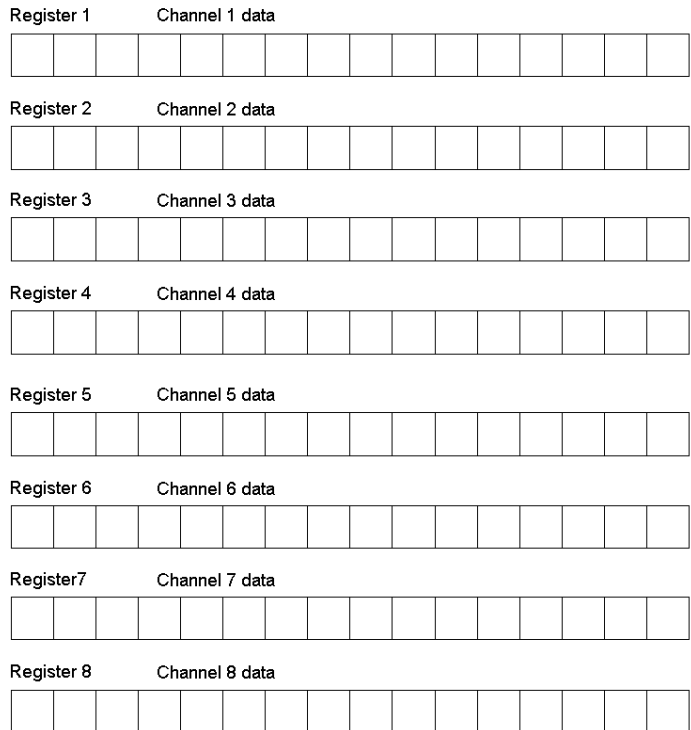 Register 1 Channel 1 data
Register 2 Channel 2 data
Register 3 Channel 3 data
Register 4 Channel 4 data
Register 5 Channel 5 data
Register 6 Channel 6 data
Register7 Channel 7 data
Register 8 Channel 8 data